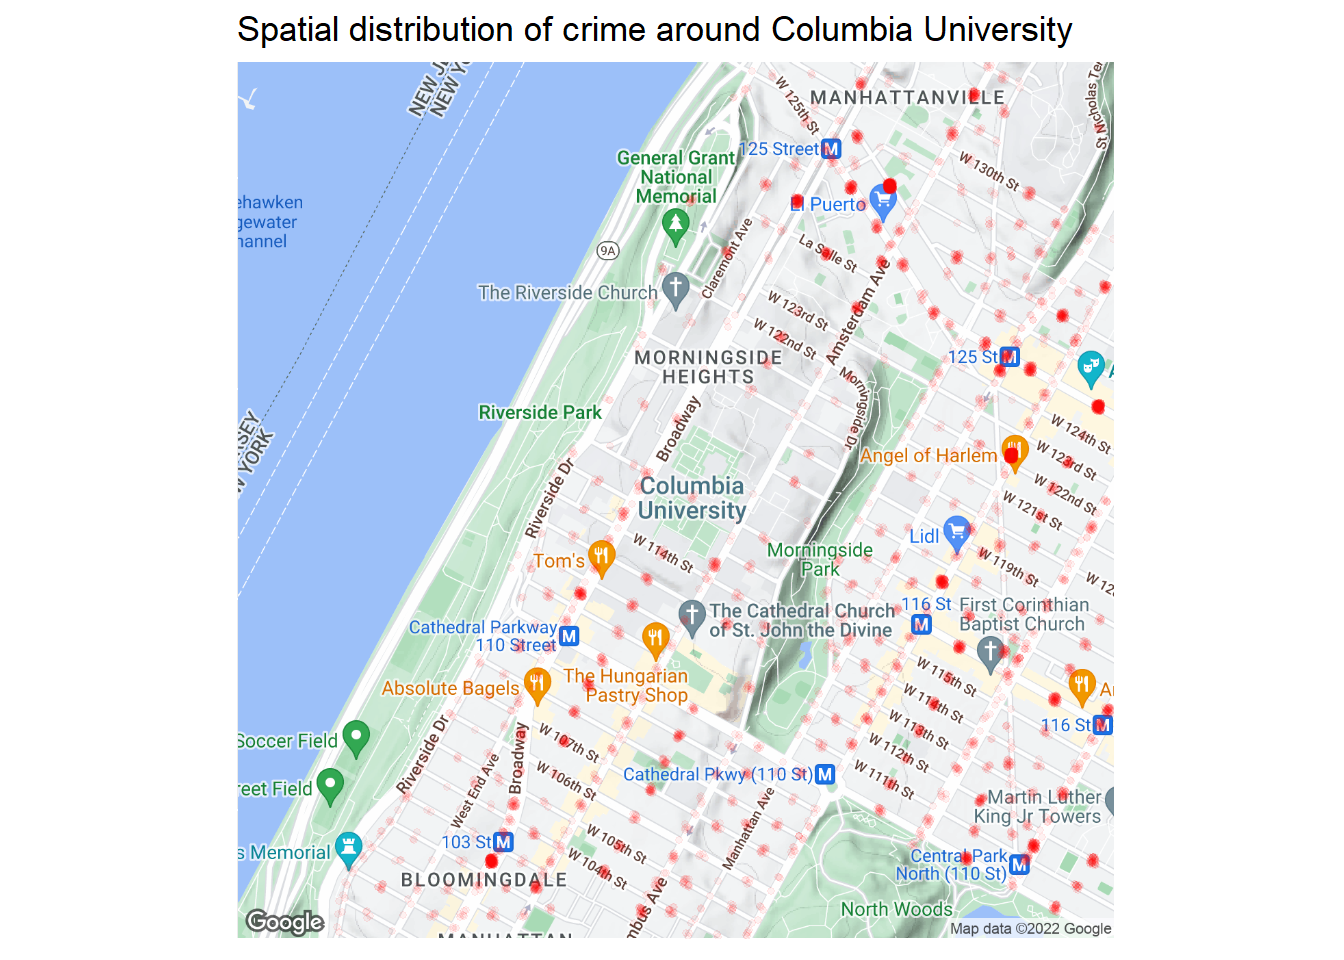 Spatial distribution of crime around Columbia University
NEW YO
W 125th St
MANHATTANVILLE
St Nicholas Ter
125 Street M
General Grant
National
Memorial
W 130th St
ehawken
gewater
hannel
El Puerto
La Salle St
Claremont Ave
9A
The Riverside Church
Amsterdam Ave
W 123rd St
W 122nd St
MORNINGSIDE
HEIGHTS
125 St M
Morningside Dr
Riverside Park
Broadway
W 124th St
RSEY
W YORK
Angel of Harlem
W 123rd St
W 122nd St
W 121st St
Columbia
University
Riverside Dr
Lidl
W 114th St
Morningside
Park
Tom's
W 119th St
W 12
116 St
M
First Corinthian
Baptist Church
The Cathedral Church
of St. John the Divine
Cathedral Parkway
110 Street M
The Hungarian
Pastry Shop
Absolute Bagels
W 115th St
W 114th St
W 113th St
W 112th St
W 111th St
116 St M
Soccer Field
Riverside Dr
Broadway
W 107th St
W 106th St
Cathedral Pkwy (110 St) M
reet Field
West End Ave
Manhattan Ave
Martin Luther
King Jr Towers
103 St M
W 105th St
W 104th St
s Memorial
Central Park
North (110 St) M
BLOOMINGDALE
mbus Ave
North Woods
Google
MANHATTAN
Map data ©2022 Google